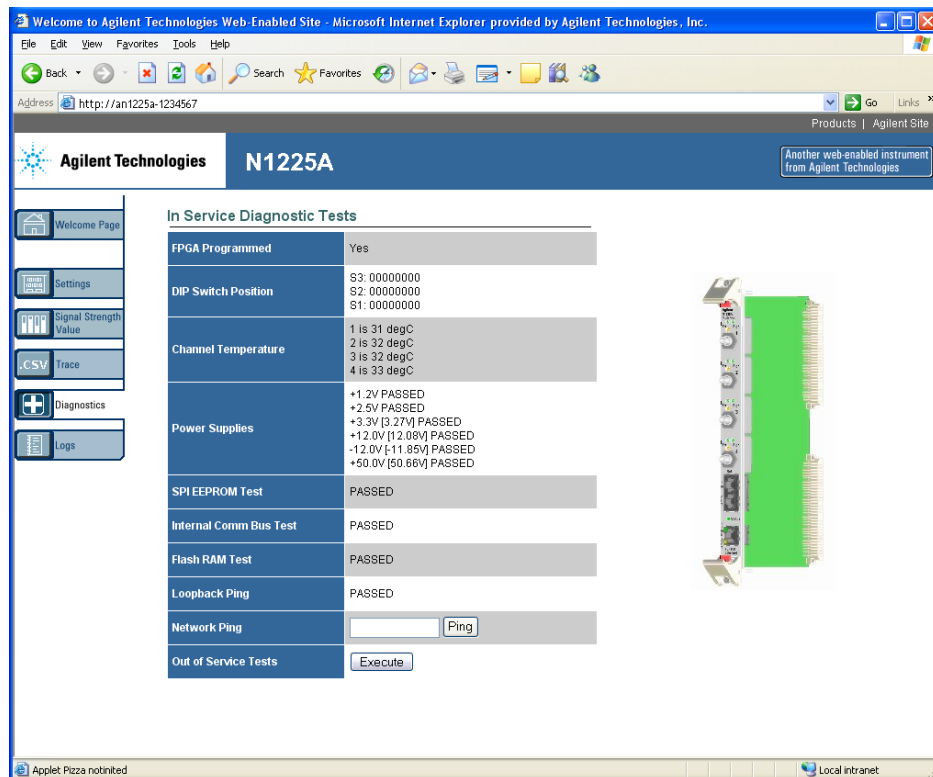 Welcome to Agilent Technologies Web-Enabled Site - Microsoft Internet Explorer provided by Agilent Technologies, Inc.
File Edit View Favorites Tools Help
Back Search Favorites
Address http://an1225a-1234567 Go Links »
Products | Agilent Site
Agilent Technologies N1225A
Another web-enabled instrument
from Agilent Technologies
Welcome Page
Settings
Signal Strength
Value
.CSV Trace
Diagnostics
Logs
In Service Diagnostic Tests
FPGA Programmed Yes
DIP Switch Position
S3: 00000000
S2: 00000000
S1: 00000000
Channel Temperature
1 is 31 degC
2 is 32 degC
3 is 32 degC
4 is 33 degC
Power Supplies
+1.2V PASSED
+2.5V PASSED
+3.3V [3.27V] PASSED
+12.0V [12.08V] PASSED
-12.0V [-11.85V] PASSED
+50.0V [50.66V] PASSED
SPI EEPROM Test PASSED
Internal Comm Bus Test PASSED
Flash RAM Test PASSED
Loopback Ping PASSED
Network Ping Ping
Out of Service Tests Execute
Applet Pizza notinited
Local intranet